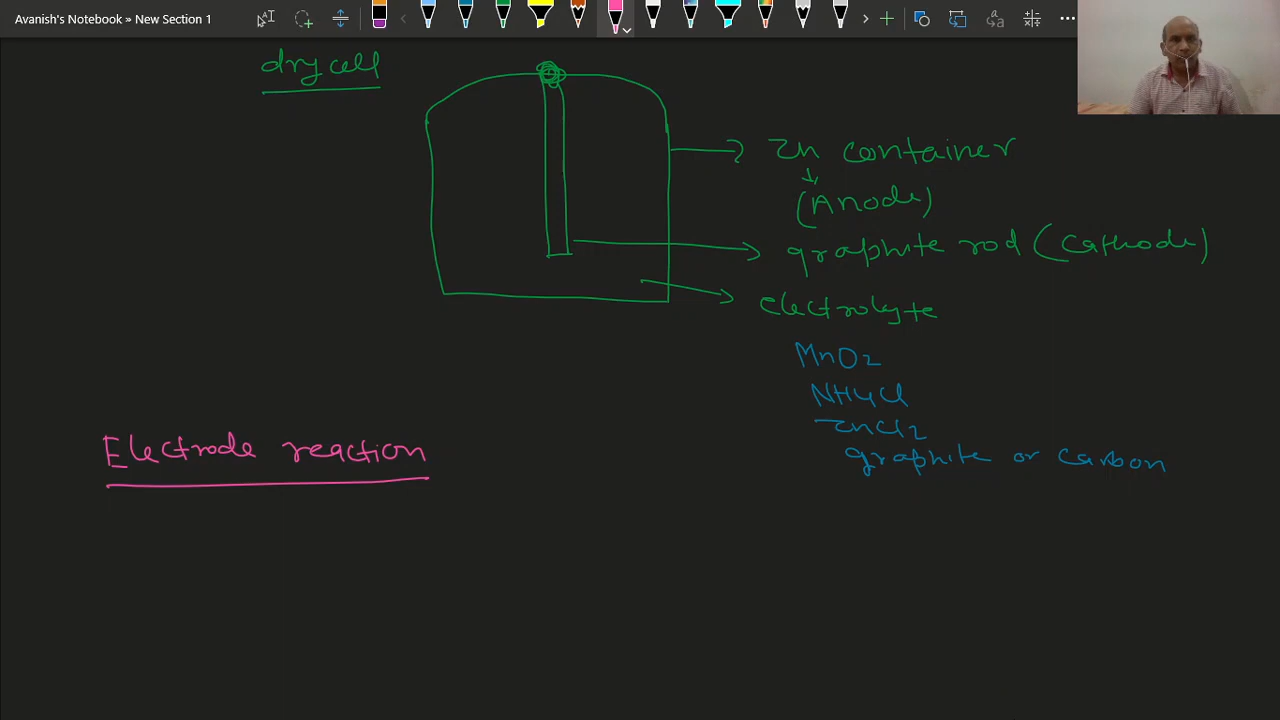 Avanish's Notebook » New Section 1
dry cell
Zn container
(Anode)
graphite rod (Cathode)
Electrolyte
MnO2
NH4Cl
ZnCl2
graphite or carbon
Electrode reaction